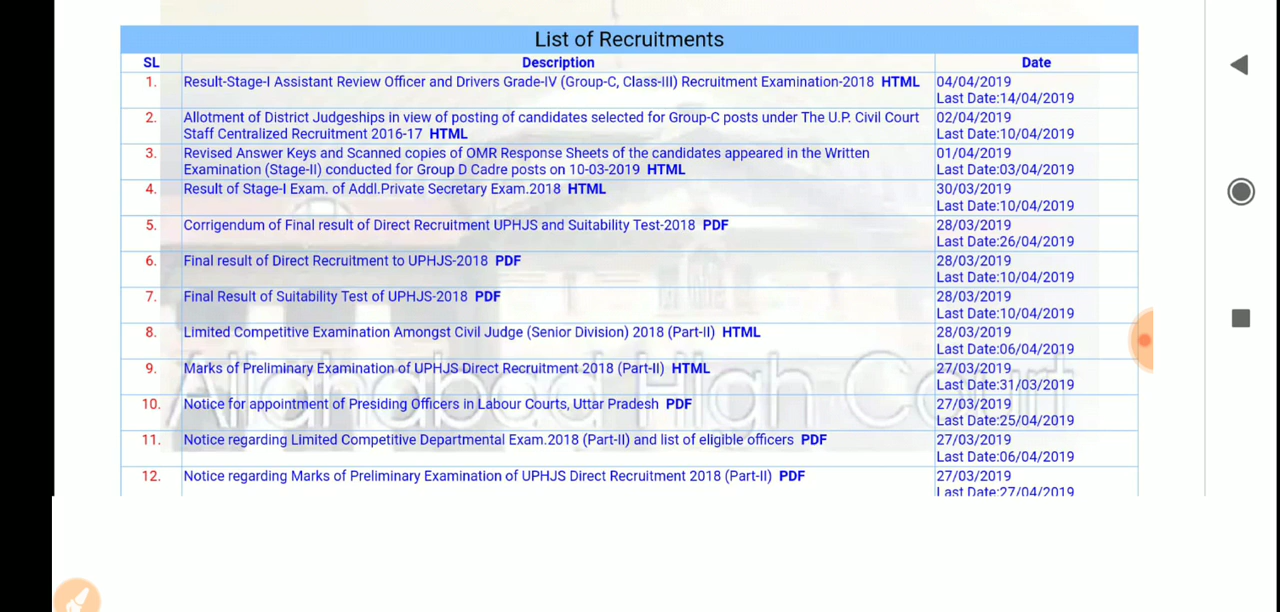 List of Recruitments
SL Description Date
1. Result-Stage-I Assistant Review Officer and Drivers Grade-IV (Group-C, Class-III) Recruitment Examination-2018 HTML 04/04/2019
Last Date:14/04/2019
2. Allotment of District Judgeships in view of posting of candidates selected for Group-C posts under The U.P. Civil Court 02/04/2019
Staff Centralized Recruitment 2016-17 HTML Last Date:10/04/2019
3. Revised Answer Keys and Scanned copies of OMR Response Sheets of the candidates appeared in the Written 01/04/2019
Examination (Stage-II) conducted for Group D Cadre posts on 10-03-2019 HTML Last Date:03/04/2019
4. Result of Stage-I Exam. of Addl.Private Secretary Exam.2018 HTML 30/03/2019
Last Date:10/04/2019
5. Corrigendum of Final result of Direct Recruitment UPHJS and Suitability Test-2018 PDF 28/03/2019
Last Date:26/04/2019
6. Final result of Direct Recruitment to UPHJS-2018 PDF 28/03/2019
Last Date:10/04/2019
7. Final Result of Suitability Test of UPHJS-2018 PDF 28/03/2019
Last Date:10/04/2019
8. Limited Competitive Examination Amongst Civil Judge (Senior Division) 2018 (Part-II) HTML 28/03/2019
Last Date:06/04/2019
9. Marks of Preliminary Examination of UPHJS Direct Recruitment 2018 (Part-II) HTML 27/03/2019
Last Date:31/03/2019
Allahabad High Court
10. Notice for appointment of Presiding Officers in Labour Courts, Uttar Pradesh PDF 27/03/2019
Last Date:25/04/2019
11. Notice regarding Limited Competitive Departmental Exam.2018 (Part-II) and list of eligible officers PDF 27/03/2019
Last Date:06/04/2019
12. Notice regarding Marks of Preliminary Examination of UPHJS Direct Recruitment 2018 (Part-II) PDF 27/03/2019
Last Date:27/04/2019